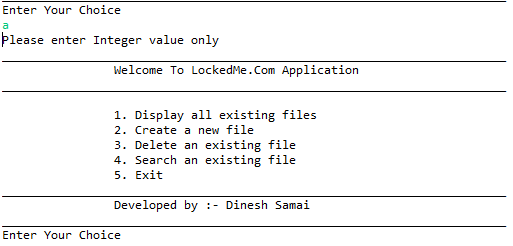 Enter Your Choice
a
Please enter Integer value only
Welcome To LockedMe.Com Application
1. Display all existing files
2. Create a new file
3. Delete an existing file
4. Search an existing file
5. Exit
Developed by :- Dinesh Samai
Enter Your Choice